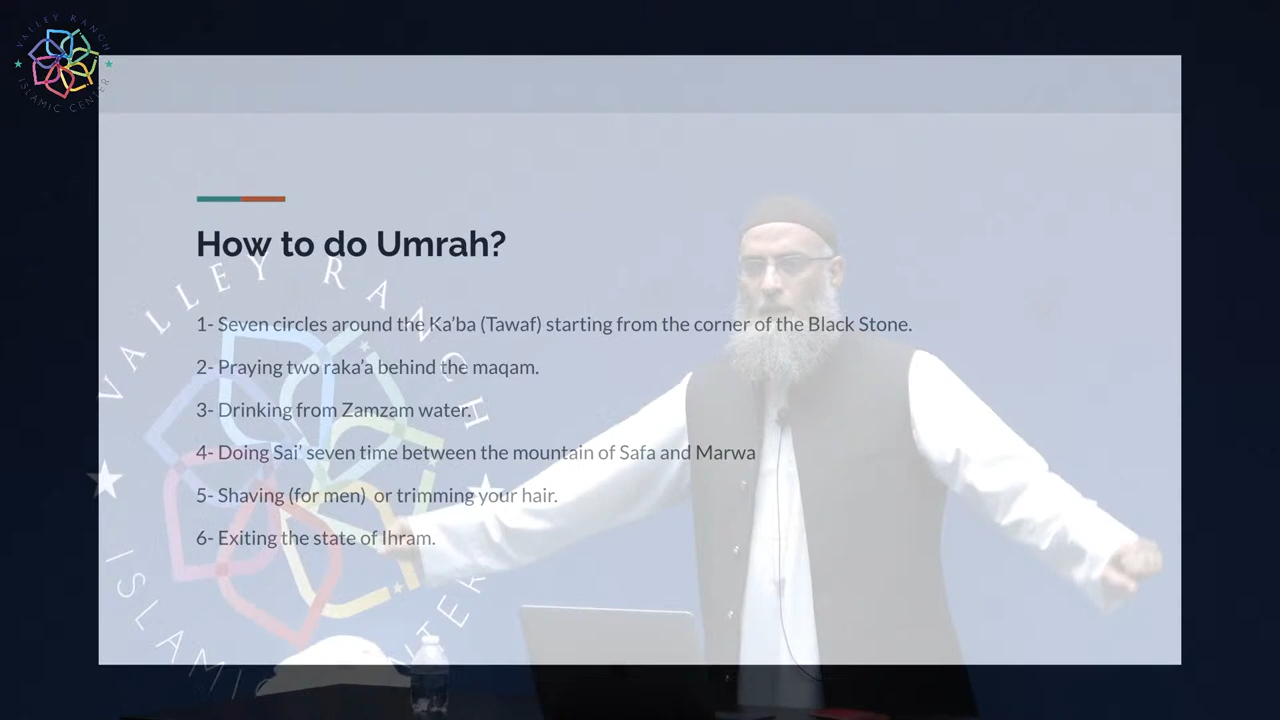 VALLEY RANCH
ISLAMIC CENTER
How to do Umrah?
VALLEY RANCH
1- Seven circles around the Ka’ba (Tawaf) starting from the corner of the Black Stone.
2- Praying two raka’a behind the maqam.
3- Drinking from Zamzam water.
4- Doing Sai’ seven time between the mountain of Safa and Marwa
5- Shaving (for men)  or trimming your hair.
6- Exiting the state of Ihram.